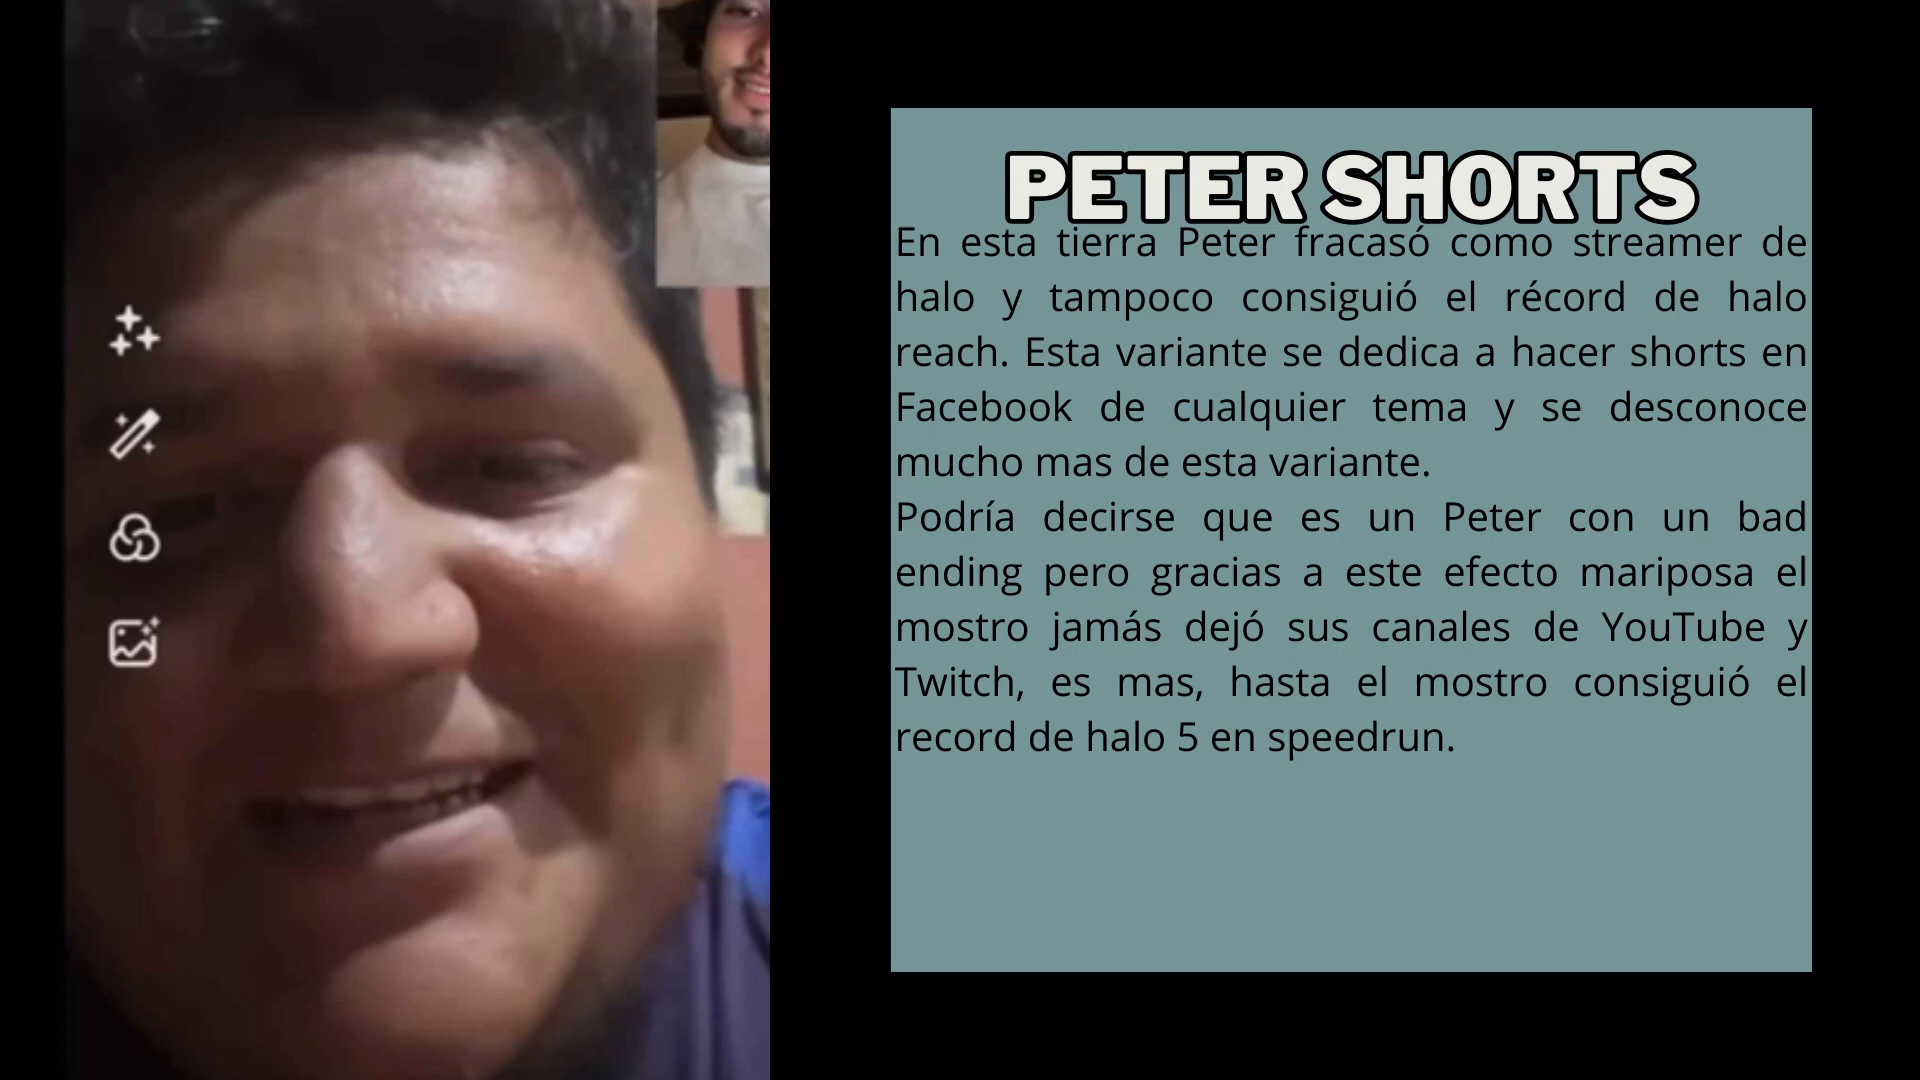 PETER SHORTS
En esta tierra Peter fracasó como streamer de
halo y tampoco consiguió el récord de halo
reach. Esta variante se dedica a hacer shorts en
Facebook de cualquier tema y se desconoce
mucho mas de esta variante.
Podría decirse que es un Peter con un bad
ending pero gracias a este efecto mariposa el
mostro jamás dejó sus canales de YouTube y
Twitch, es mas, hasta el mostro consiguió el
record de halo 5 en speedrun.